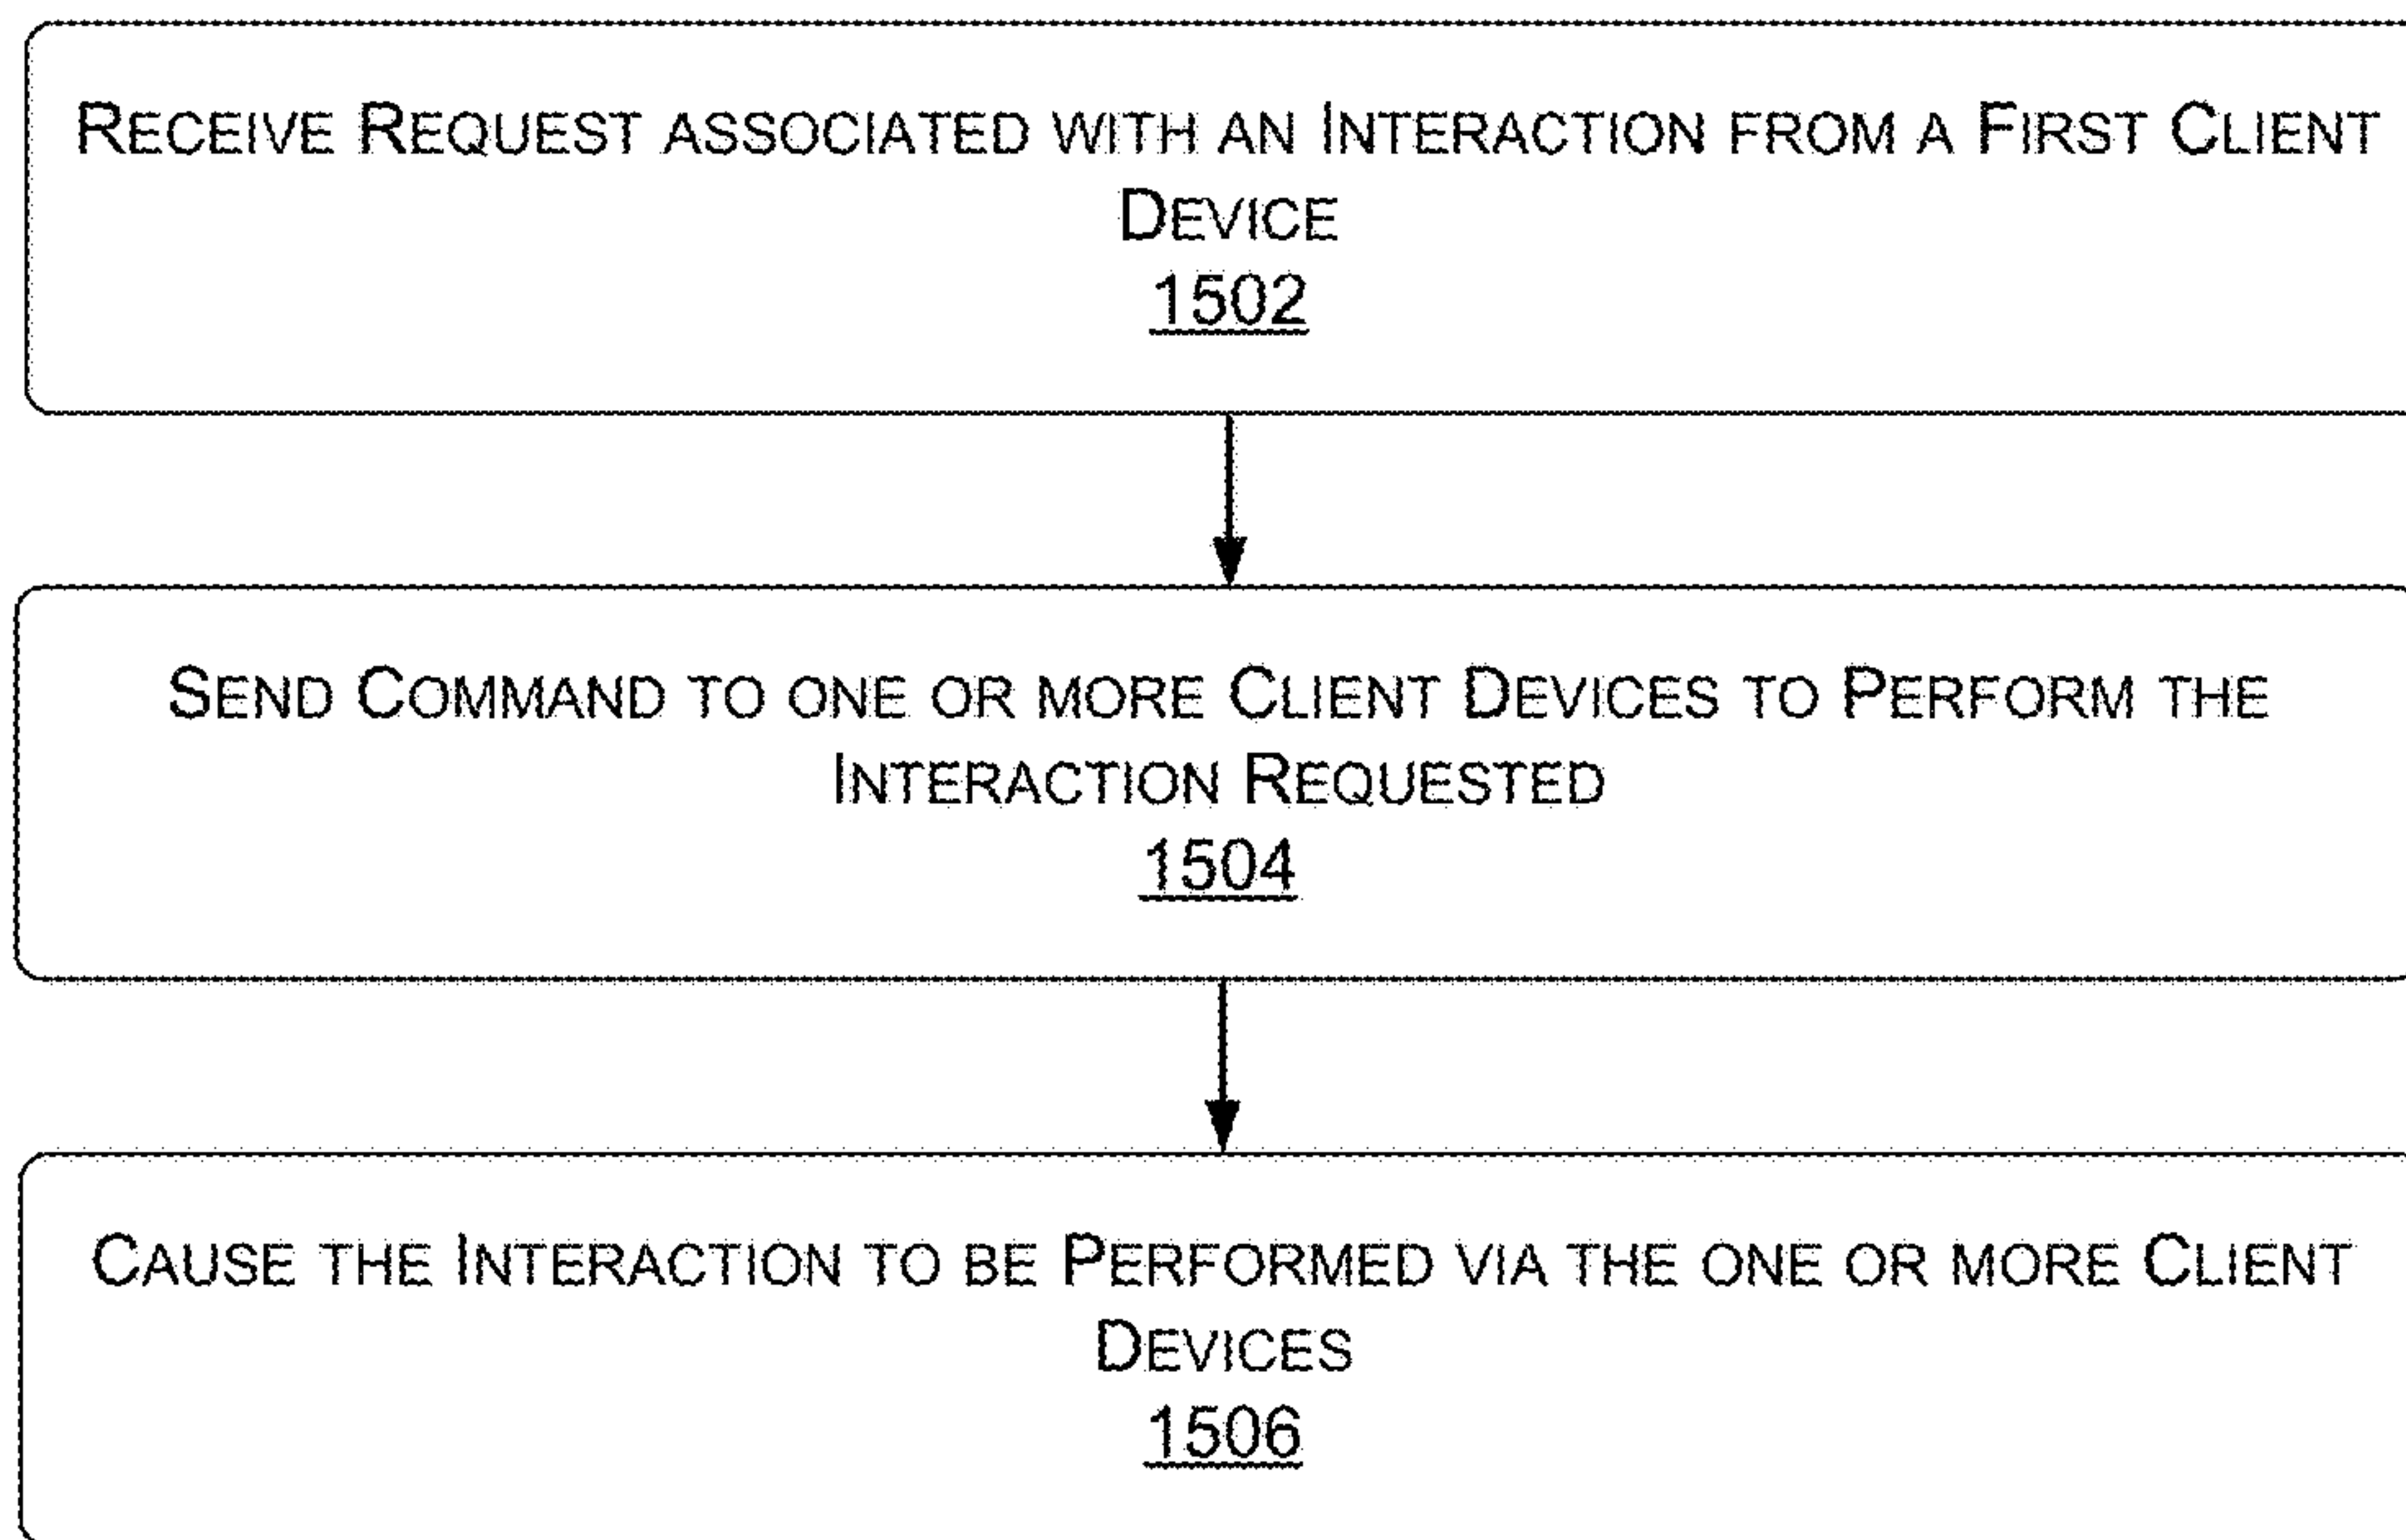 Receive Request associated with an Interaction from a First Client
Device
1502
Send Command to one or more Client Devices to Perform the
Interaction Requested
1504
Cause the Interaction to be Performed via the one or more Client
Devices
1506